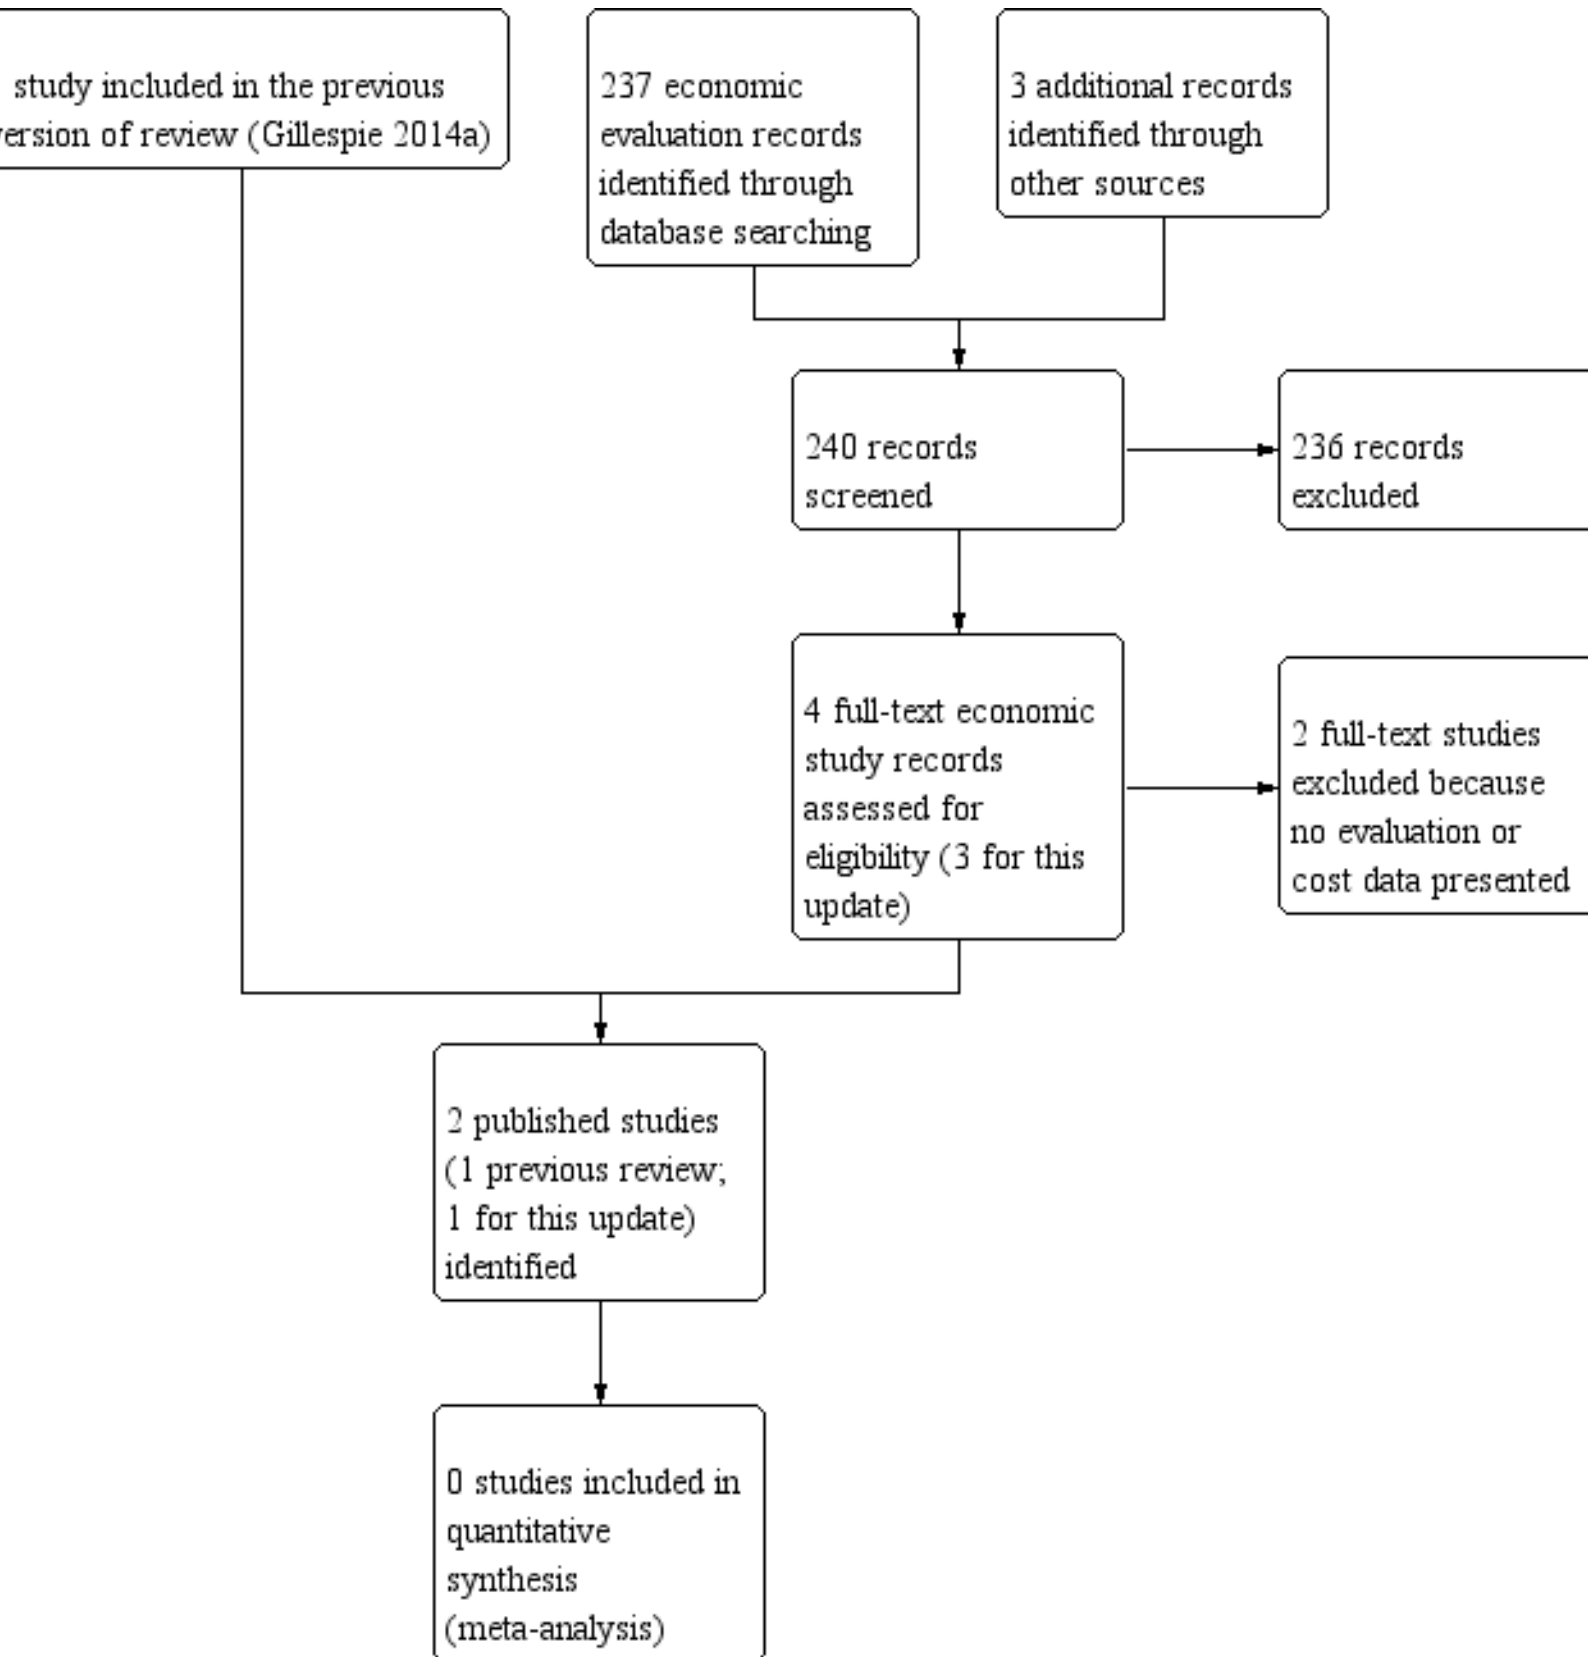 study included in the previous
version of review (Gillespie 2014a)
237 economic
evaluation records
identified through
database searching
3 additional records
identified through
other sources
240 records
screened
236 records
excluded
4 full-text economic
study records
assessed for
eligibility (3 for this
update)
2 full-text studies
excluded because
no evaluation or
cost data presented
2 published studies
(1 previous review;
1 for this update)
identified
0 studies included in
quantitative
synthesis
(meta-analysis)